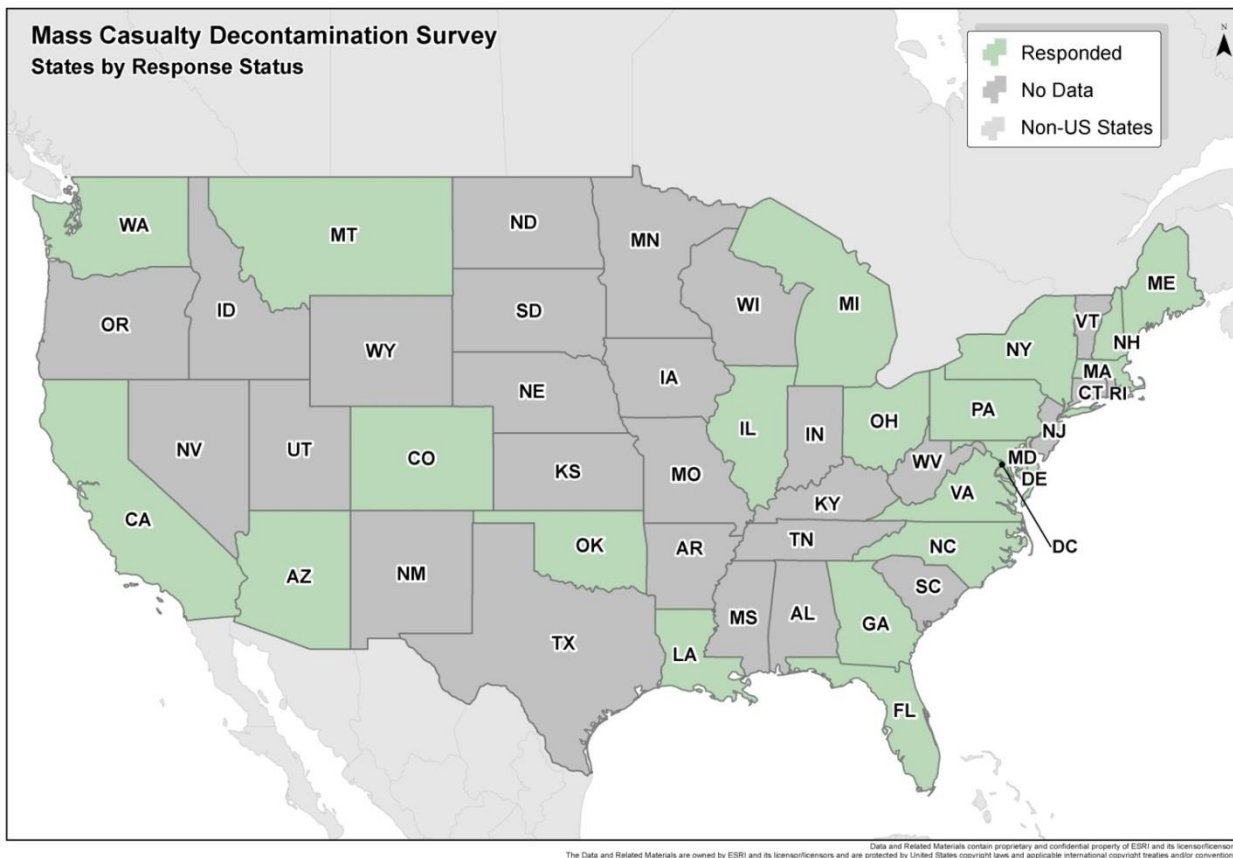 Mass Casualty Decontamination Survey
States by Response Status
N
Responded
No Data
Non-US States
WA
MT
ND
MN
ME
OR
ID
SD
WI
MI
VT
NH
WY
NY
MA
CT
RI
NE
IA
PA
NJ
NV
UT
CO
IL
IN
OH
KS
MO
WV
MD
DE
VA
CA
KY
OK
AR
TN
NC
DC
AZ
NM
SC
MS
AL
GA
TX
LA
FL
Data and Related Materials contain proprietary and confidential property of ESRI and its licensor/licensors
The Data and Related Materials are owned by ESRI and its licensor/licensors and are protected by United States copyright laws and applicable international copyright treaties and/or convention